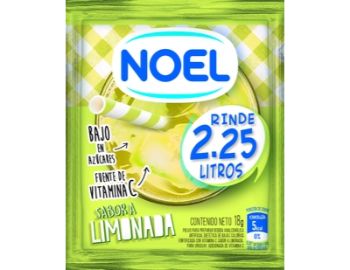 NOEL
RINDE
2.25
LITROS
BAJO
EN
AZÚCARES
FUENTE DE
VITAMINA C
SABOR A
LIMONADA
CONTENIDO NETO 18g